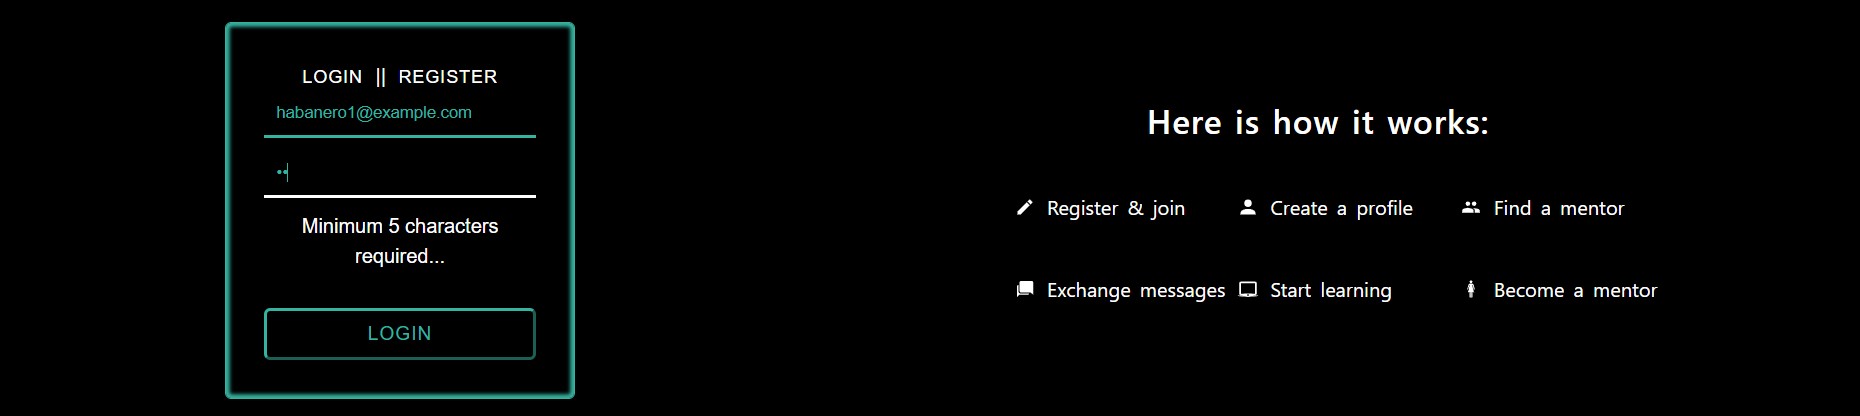 LOGIN || REGISTER
habanero1@example.com
••
Minimum 5 characters
required...
LOGIN
Here is how it works:
Register & join
Create a profile
Find a mentor
Exchange messages
Start learning
Become a mentor